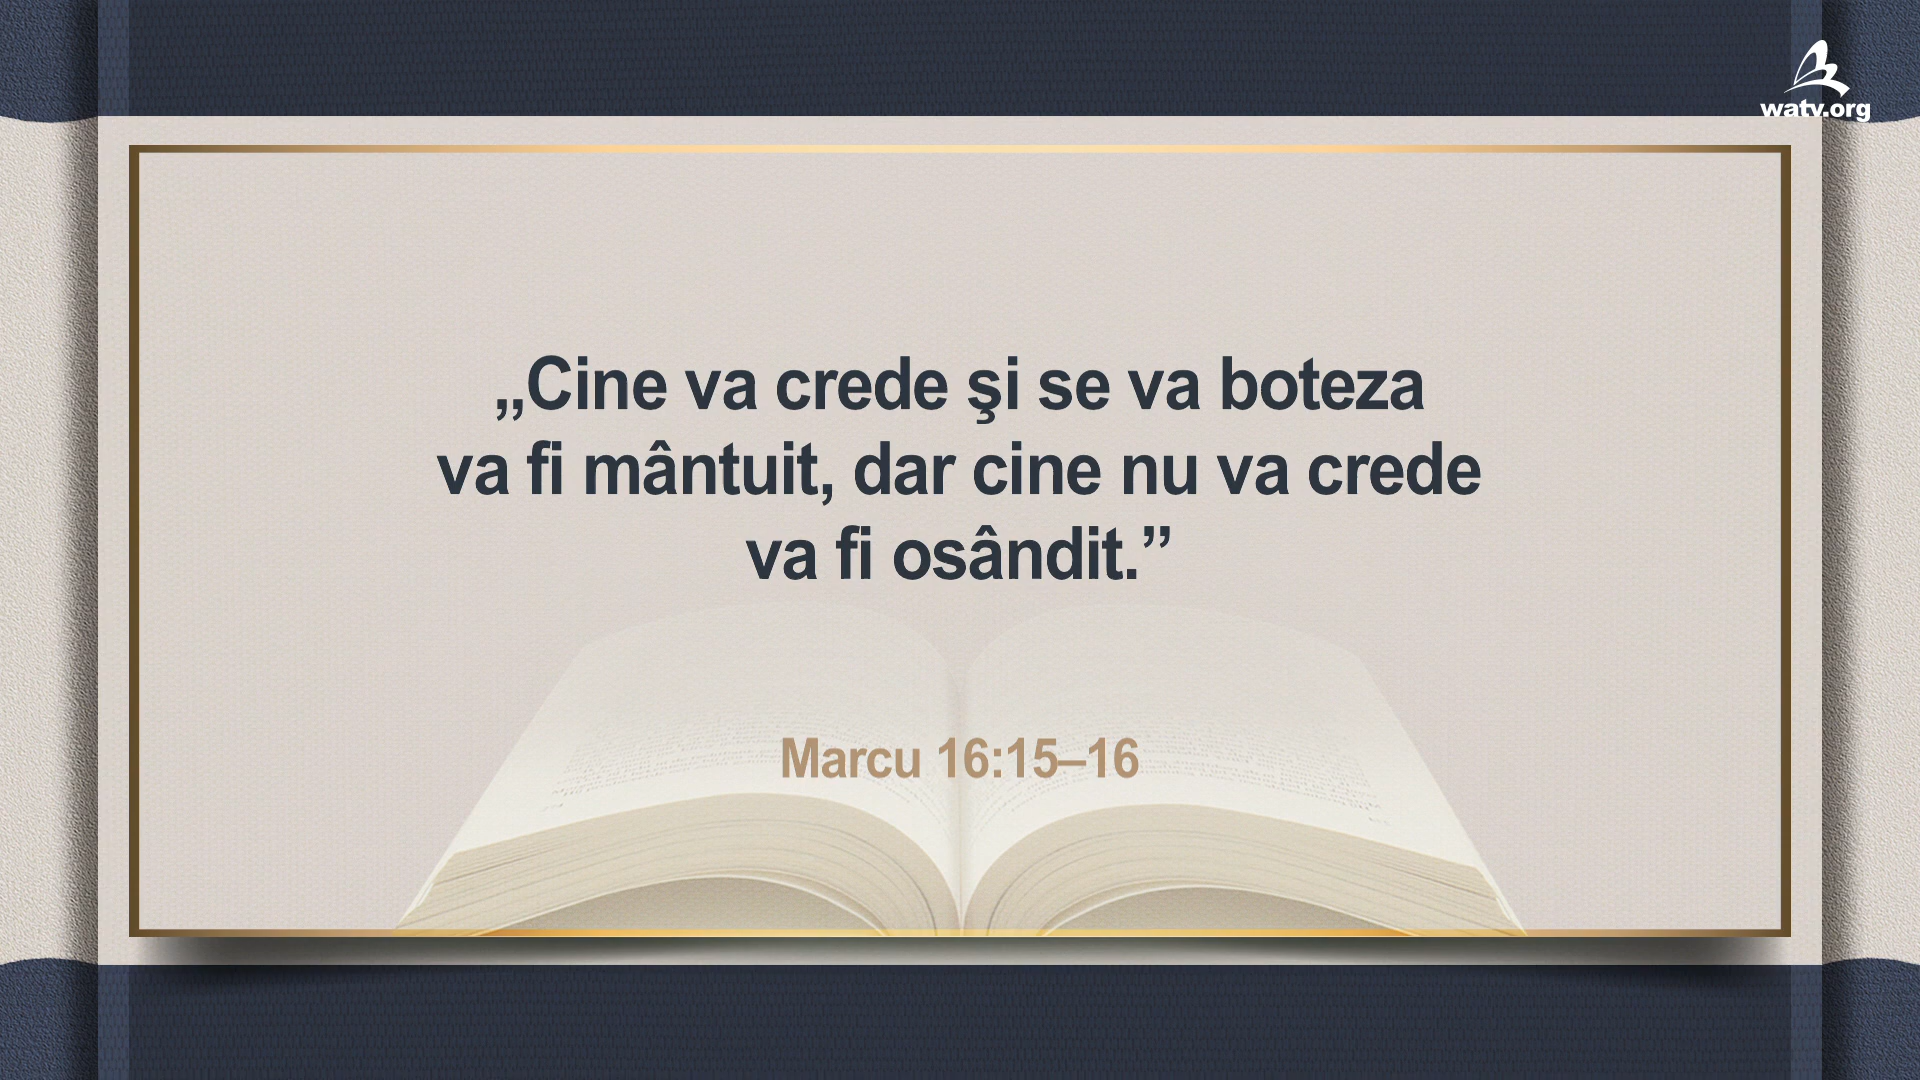 watv.org
„Cine va crede şi se va boteza
va fi mântuit, dar cine nu va crede
va fi osândit.”
Marcu 16:15–16